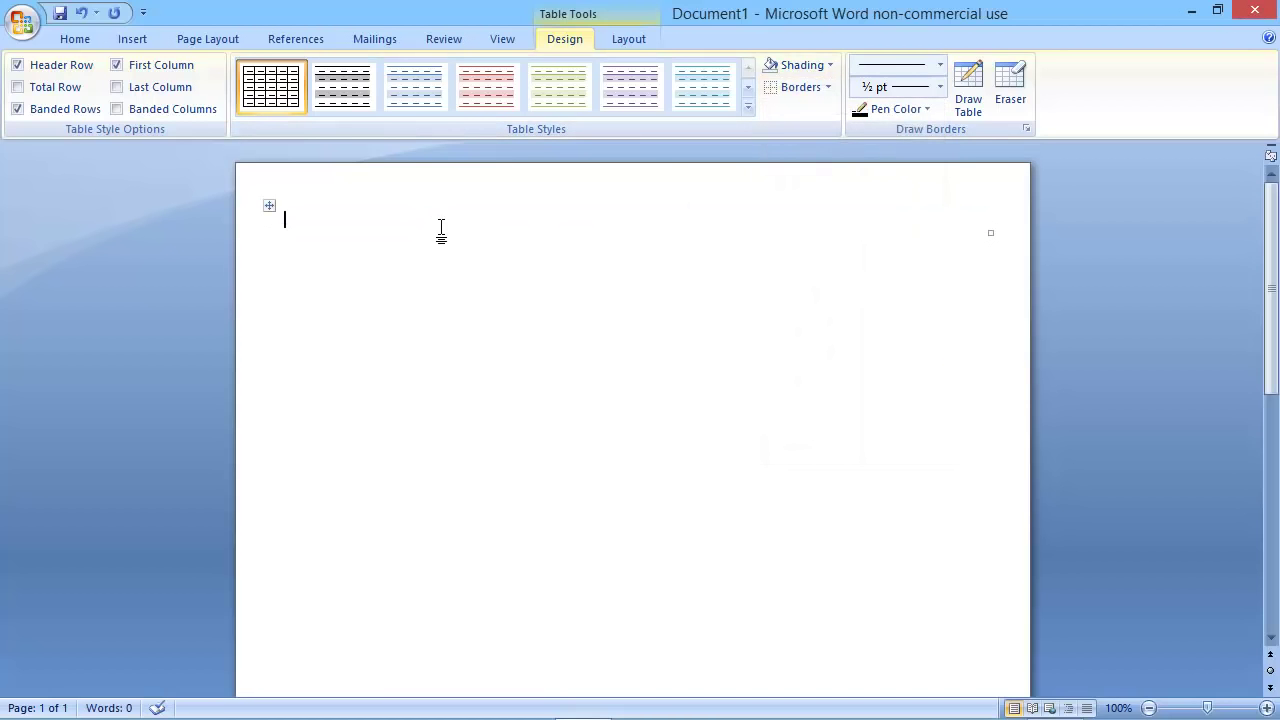 Table Tools
Document1 - Microsoft Word non-commercial use
Home Insert Page Layout References Mailings Review View Design Layout
Header Row First Column Shading ½ pt
Total Row Last Column Borders Pen Color Draw Table Eraser
Banded Rows Banded Columns
Table Style Options Table Styles Draw Borders
Page: 1 of 1 Words: 0 100%